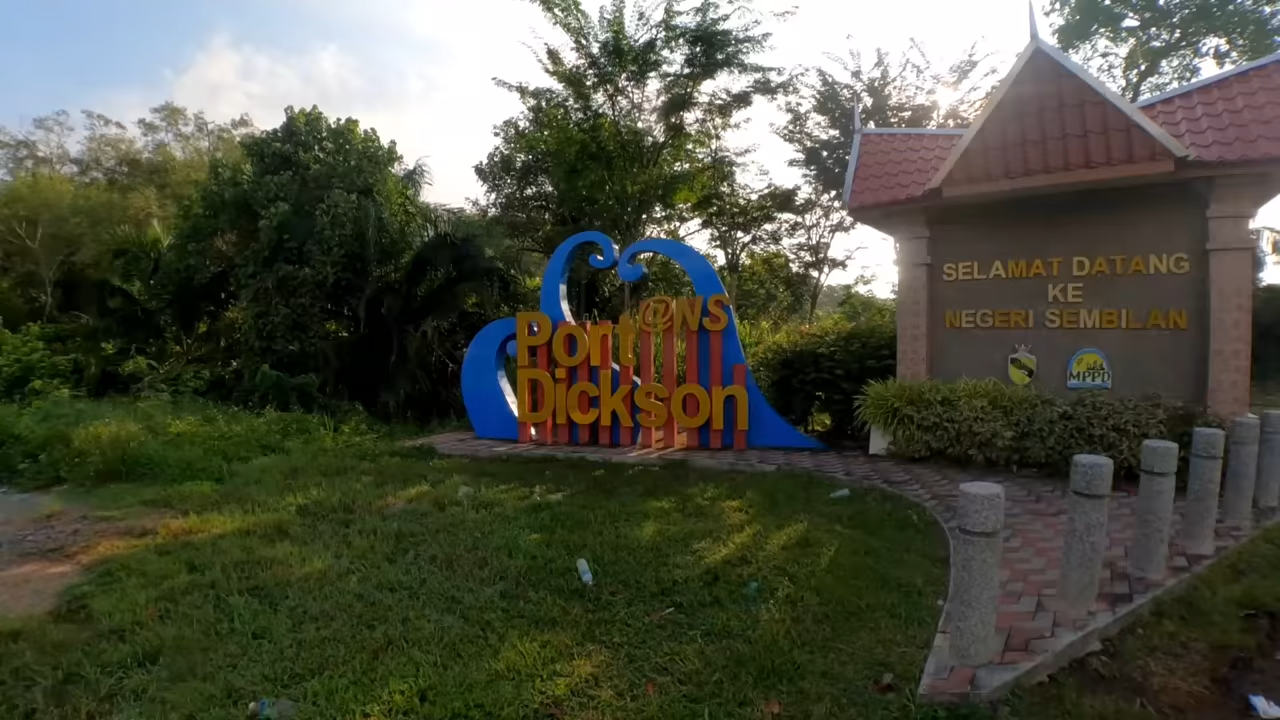 Port @NS
Dickson
SELAMAT DATANG
KE
NEGERI SEMBILAN
MPPD